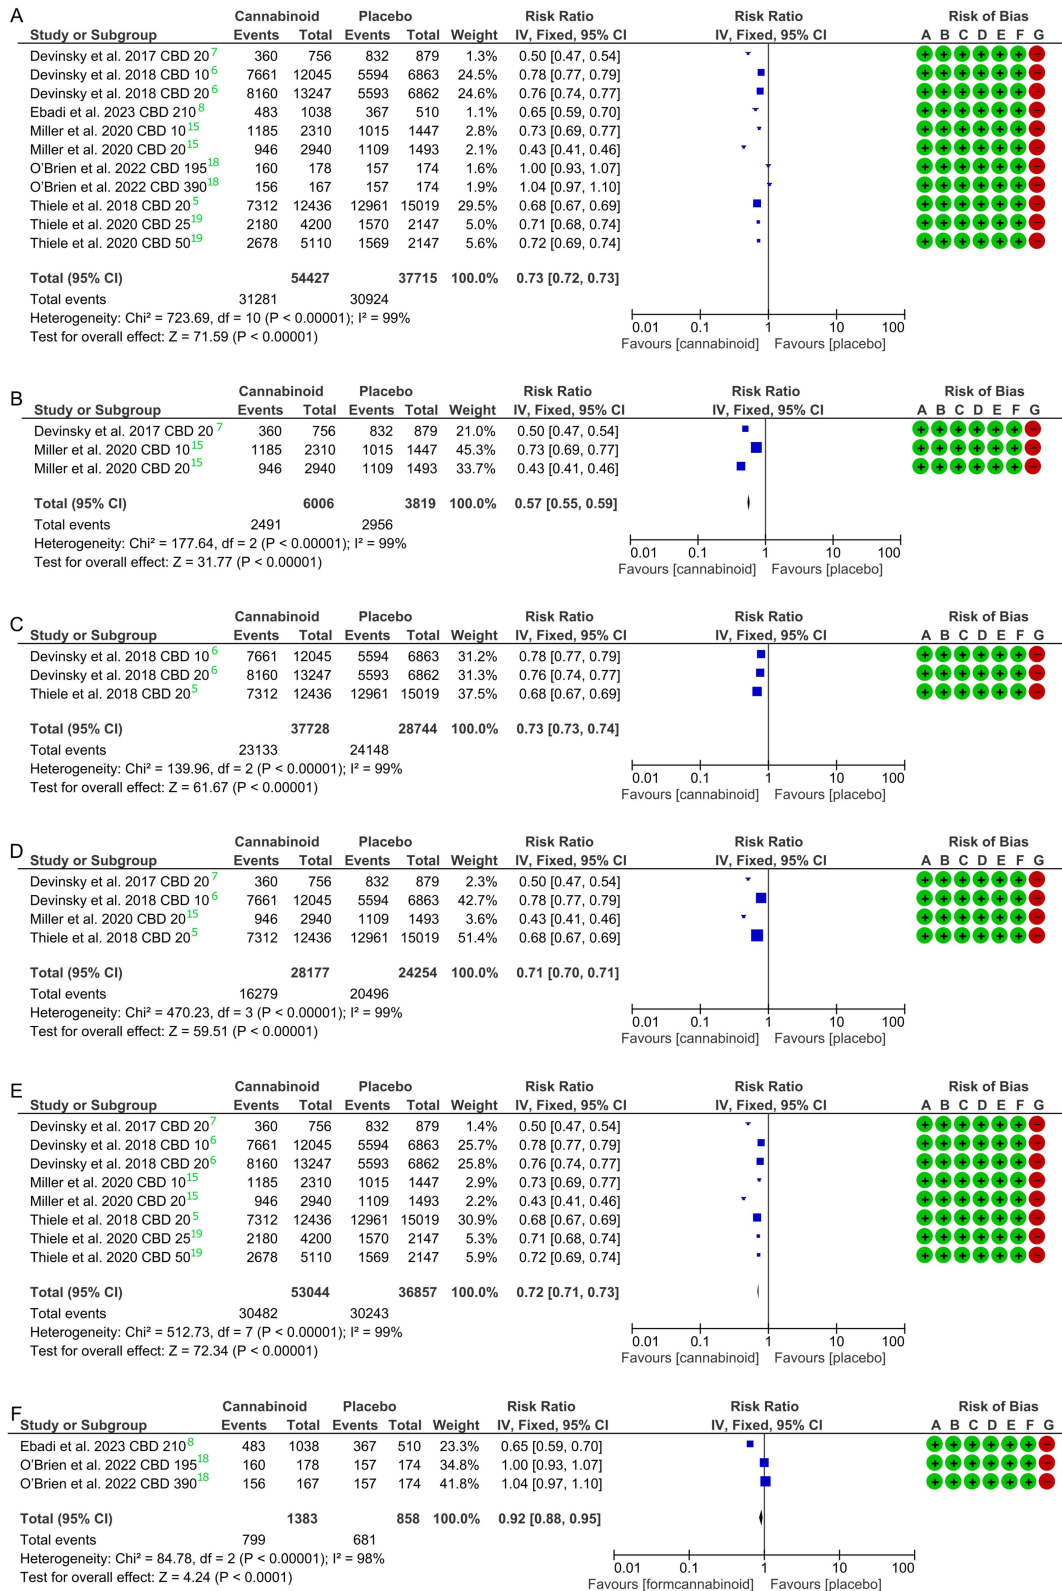 A
Cannabinoid Placebo Risk Ratio Risk Ratio Risk of Bias
Study or Subgroup Events Total Events Total Weight IV, Fixed, 95% CI IV, Fixed, 95% CI A B C D E F G
Devinsky et al. 2017 CBD 20 7 360 756 832 879 1.3% 0.50 [0.47, 0.54] + + + + + + −
Devinsky et al. 2018 CBD 10 6 7661 12045 5594 6863 24.5% 0.78 [0.77, 0.79] + + + + + + −
Devinsky et al. 2018 CBD 20 6 8160 13247 5593 6862 24.6% 0.76 [0.74, 0.77] + + + + + + −
Ebadi et al. 2023 CBD 210 8 483 1038 367 510 1.1% 0.65 [0.59, 0.70] + + + + + + −
Miller et al. 2020 CBD 10 15 1185 2310 1015 1447 2.8% 0.73 [0.69, 0.77] + + + + + + −
Miller et al. 2020 CBD 20 15 946 2940 1109 1493 2.1% 0.43 [0.41, 0.46] + + + + + + −
O'Brien et al. 2022 CBD 195 18 160 178 157 174 1.6% 1.00 [0.93, 1.07] + + + + + + −
O'Brien et al. 2022 CBD 390 18 156 167 157 174 1.9% 1.04 [0.97, 1.10] + + + + + + −
Thiele et al. 2018 CBD 20 5 7312 12436 12961 15019 29.5% 0.68 [0.67, 0.69] + + + + + + −
Thiele et al. 2020 CBD 25 19 2180 4200 1570 2147 5.0% 0.71 [0.68, 0.74] + + + + + + −
Thiele et al. 2020 CBD 50 19 2678 5110 1569 2147 5.6% 0.72 [0.69, 0.74] + + + + + + −
Total (95% CI) 54427 37715 100.0% 0.73 [0.72, 0.73]
Total events 31281 30924
Heterogeneity: Chi² = 723.69, df = 10 (P < 0.00001); I² = 99%
Test for overall effect: Z = 71.59 (P < 0.00001)
0.01 0.1 1 10 100
Favours [cannabinoid] Favours [placebo]
B
Cannabinoid Placebo Risk Ratio Risk Ratio Risk of Bias
Study or Subgroup Events Total Events Total Weight IV, Fixed, 95% CI IV, Fixed, 95% CI A B C D E F G
Devinsky et al. 2017 CBD 20 7 360 756 832 879 21.0% 0.50 [0.47, 0.54] + + + + + + −
Miller et al. 2020 CBD 10 15 1185 2310 1015 1447 45.3% 0.73 [0.69, 0.77] + + + + + + −
Miller et al. 2020 CBD 20 15 946 2940 1109 1493 33.7% 0.43 [0.41, 0.46] + + + + + + −
Total (95% CI) 6006 3819 100.0% 0.57 [0.55, 0.59]
Total events 2491 2956
Heterogeneity: Chi² = 177.64, df = 2 (P < 0.00001); I² = 99%
Test for overall effect: Z = 31.77 (P < 0.00001)
0.01 0.1 1 10 100
Favours [cannabinoid] Favours [placebo]
C
Cannabinoid Placebo Risk Ratio Risk Ratio Risk of Bias
Study or Subgroup Events Total Events Total Weight IV, Fixed, 95% CI IV, Fixed, 95% CI A B C D E F G
Devinsky et al. 2018 CBD 10 6 7661 12045 5594 6863 31.2% 0.78 [0.77, 0.79] + + + + + + −
Devinsky et al. 2018 CBD 20 6 8160 13247 5593 6862 31.3% 0.76 [0.74, 0.77] + + + + + + −
Thiele et al. 2018 CBD 20 5 7312 12436 12961 15019 37.5% 0.68 [0.67, 0.69] + + + + + + −
Total (95% CI) 37728 28744 100.0% 0.73 [0.73, 0.74]
Total events 23133 24148
Heterogeneity: Chi² = 139.96, df = 2 (P < 0.00001); I² = 99%
Test for overall effect: Z = 61.67 (P < 0.00001)
0.01 0.1 1 10 100
Favours [cannabinoid] Favours [placebo]
D
Cannabinoid Placebo Risk Ratio Risk Ratio Risk of Bias
Study or Subgroup Events Total Events Total Weight IV, Fixed, 95% CI IV, Fixed, 95% CI A B C D E F G
Devinsky et al. 2017 CBD 20 7 360 756 832 879 2.3% 0.50 [0.47, 0.54] + + + + + + −
Devinsky et al. 2018 CBD 10 6 7661 12045 5594 6863 42.7% 0.78 [0.77, 0.79] + + + + + + −
Miller et al. 2020 CBD 20 15 946 2940 1109 1493 3.6% 0.43 [0.41, 0.46] + + + + + + −
Thiele et al. 2018 CBD 20 5 7312 12436 12961 15019 51.4% 0.68 [0.67, 0.69] + + + + + + −
Total (95% CI) 28177 24254 100.0% 0.71 [0.70, 0.71]
Total events 16279 20496
Heterogeneity: Chi² = 470.23, df = 3 (P < 0.00001); I² = 99%
Test for overall effect: Z = 59.51 (P < 0.00001)
0.01 0.1 1 10 100
Favours [cannabinoid] Favours [placebo]
E
Cannabinoid Placebo Risk Ratio Risk Ratio Risk of Bias
Study or Subgroup Events Total Events Total Weight IV, Fixed, 95% CI IV, Fixed, 95% CI A B C D E F G
Devinsky et al. 2017 CBD 20 7 360 756 832 879 1.4% 0.50 [0.47, 0.54] + + + + + + −
Devinsky et al. 2018 CBD 10 6 7661 12045 5594 6863 25.7% 0.78 [0.77, 0.79] + + + + + + −
Devinsky et al. 2018 CBD 20 6 8160 13247 5593 6862 25.8% 0.76 [0.74, 0.77] + + + + + + −
Miller et al. 2020 CBD 10 15 1185 2310 1015 1447 2.9% 0.73 [0.69, 0.77] + + + + + + −
Miller et al. 2020 CBD 20 15 946 2940 1109 1493 2.2% 0.43 [0.41, 0.46] + + + + + + −
Thiele et al. 2018 CBD 20 5 7312 12436 12961 15019 30.9% 0.68 [0.67, 0.69] + + + + + + −
Thiele et al. 2020 CBD 25 19 2180 4200 1570 2147 5.3% 0.71 [0.68, 0.74] + + + + + + −
Thiele et al. 2020 CBD 50 19 2678 5110 1569 2147 5.9% 0.72 [0.69, 0.74] + + + + + + −
Total (95% CI) 53044 36857 100.0% 0.72 [0.71, 0.73]
Total events 30482 30243
Heterogeneity: Chi² = 512.73, df = 7 (P < 0.00001); I² = 99%
Test for overall effect: Z = 72.34 (P < 0.00001)
0.01 0.1 1 10 100
Favours [cannabinoid] Favours [placebo]
F
Cannabinoid Placebo Risk Ratio Risk Ratio Risk of Bias
Study or Subgroup Events Total Events Total Weight IV, Fixed, 95% CI IV, Fixed, 95% CI A B C D E F G
Ebadi et al. 2023 CBD 210 8 483 1038 367 510 23.3% 0.65 [0.59, 0.70] + + + + + + −
O'Brien et al. 2022 CBD 195 18 160 178 157 174 34.8% 1.00 [0.93, 1.07] + + + + + + −
O'Brien et al. 2022 CBD 390 18 156 167 157 174 41.8% 1.04 [0.97, 1.10] + + + + + + −
Total (95% CI) 1383 858 100.0% 0.92 [0.88, 0.95]
Total events 799 681
Heterogeneity: Chi² = 84.78, df = 2 (P < 0.00001); I² = 98%
Test for overall effect: Z = 4.24 (P < 0.0001)
0.01 0.1 1 10 100
Favours [formcannabinoid] Favours [placebo]